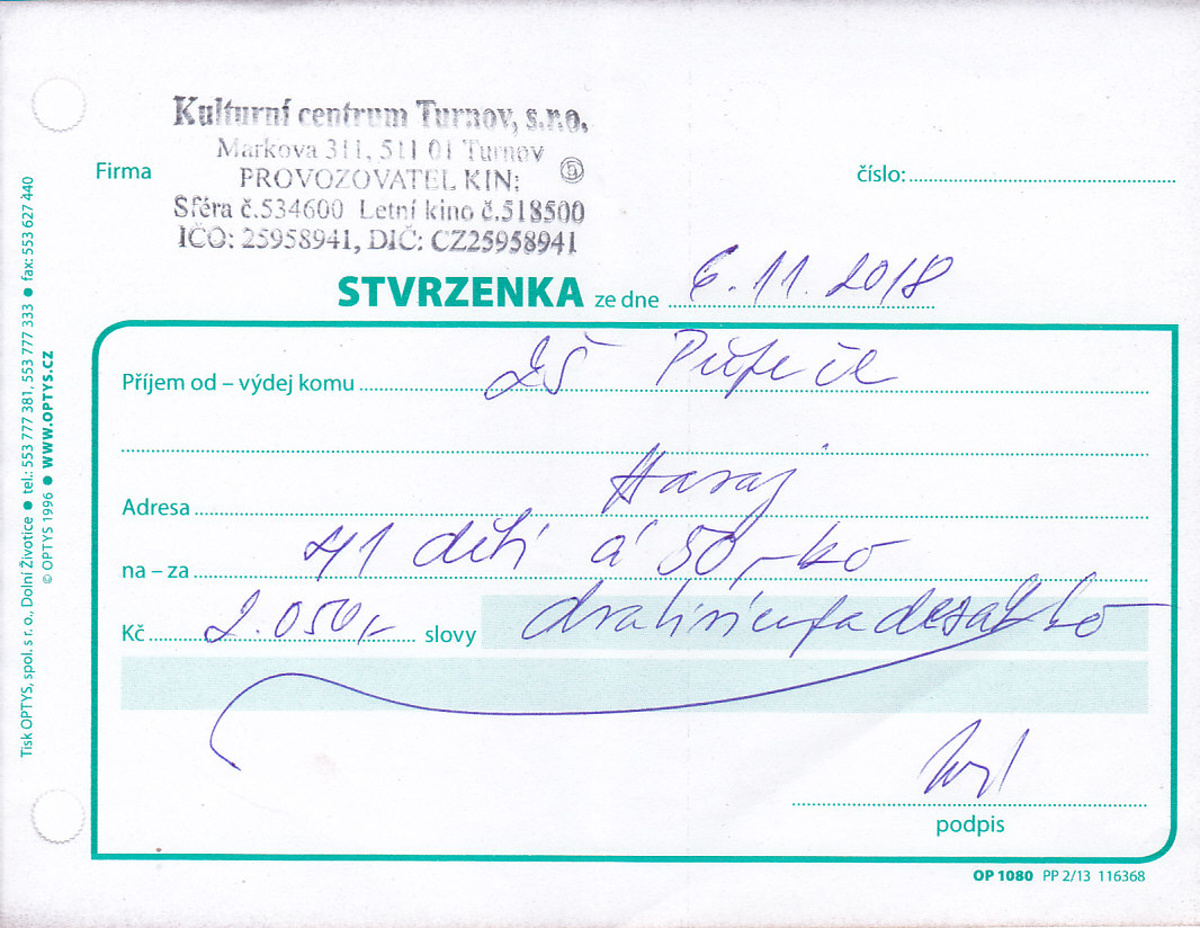 Kulturní centrum Turnov, s.r.o.
Markova 311, 511 01 Turnov
PROVOZOVATEL KIN: 5
Sféra č.534600 Letní kino č.518500
IČO: 25958941, DIČ: CZ25958941
Firma
číslo:
STVRZENKA ze dne 6.11.2018
Příjem od – výdej komu ZŠ
Adresa
na – za 41 dětí á 50,- kč
Kč 2.050,- slovy dvatisícepadesát kč
podpis
OP 1080 PP 2/13 116368
Tisk OPTYS, spol. s r. o., Dolní Životice ● tel.: 553 777 381, 553 777 333 ● fax: 553 627 440
© OPTYS 1996 ● WWW.OPTYS.CZ